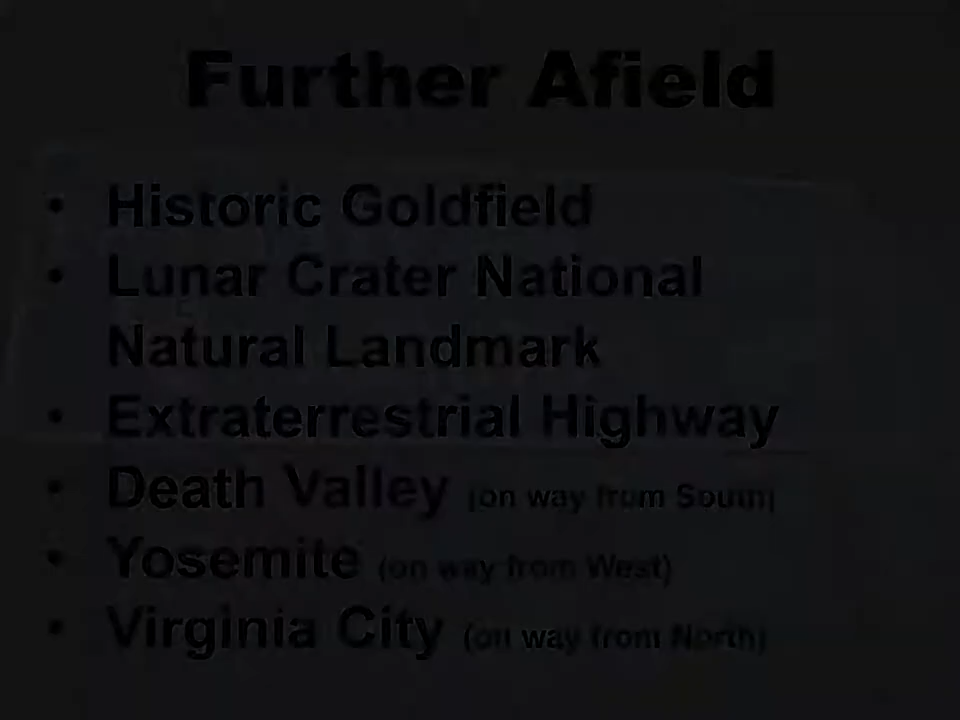 Further Afield
• Historic Goldfield
• Lunar Crater National
Natural Landmark
• Extraterrestrial Highway
• Death Valley (on way from South)
• Yosemite (on way from West)
• Virginia City (on way from North)